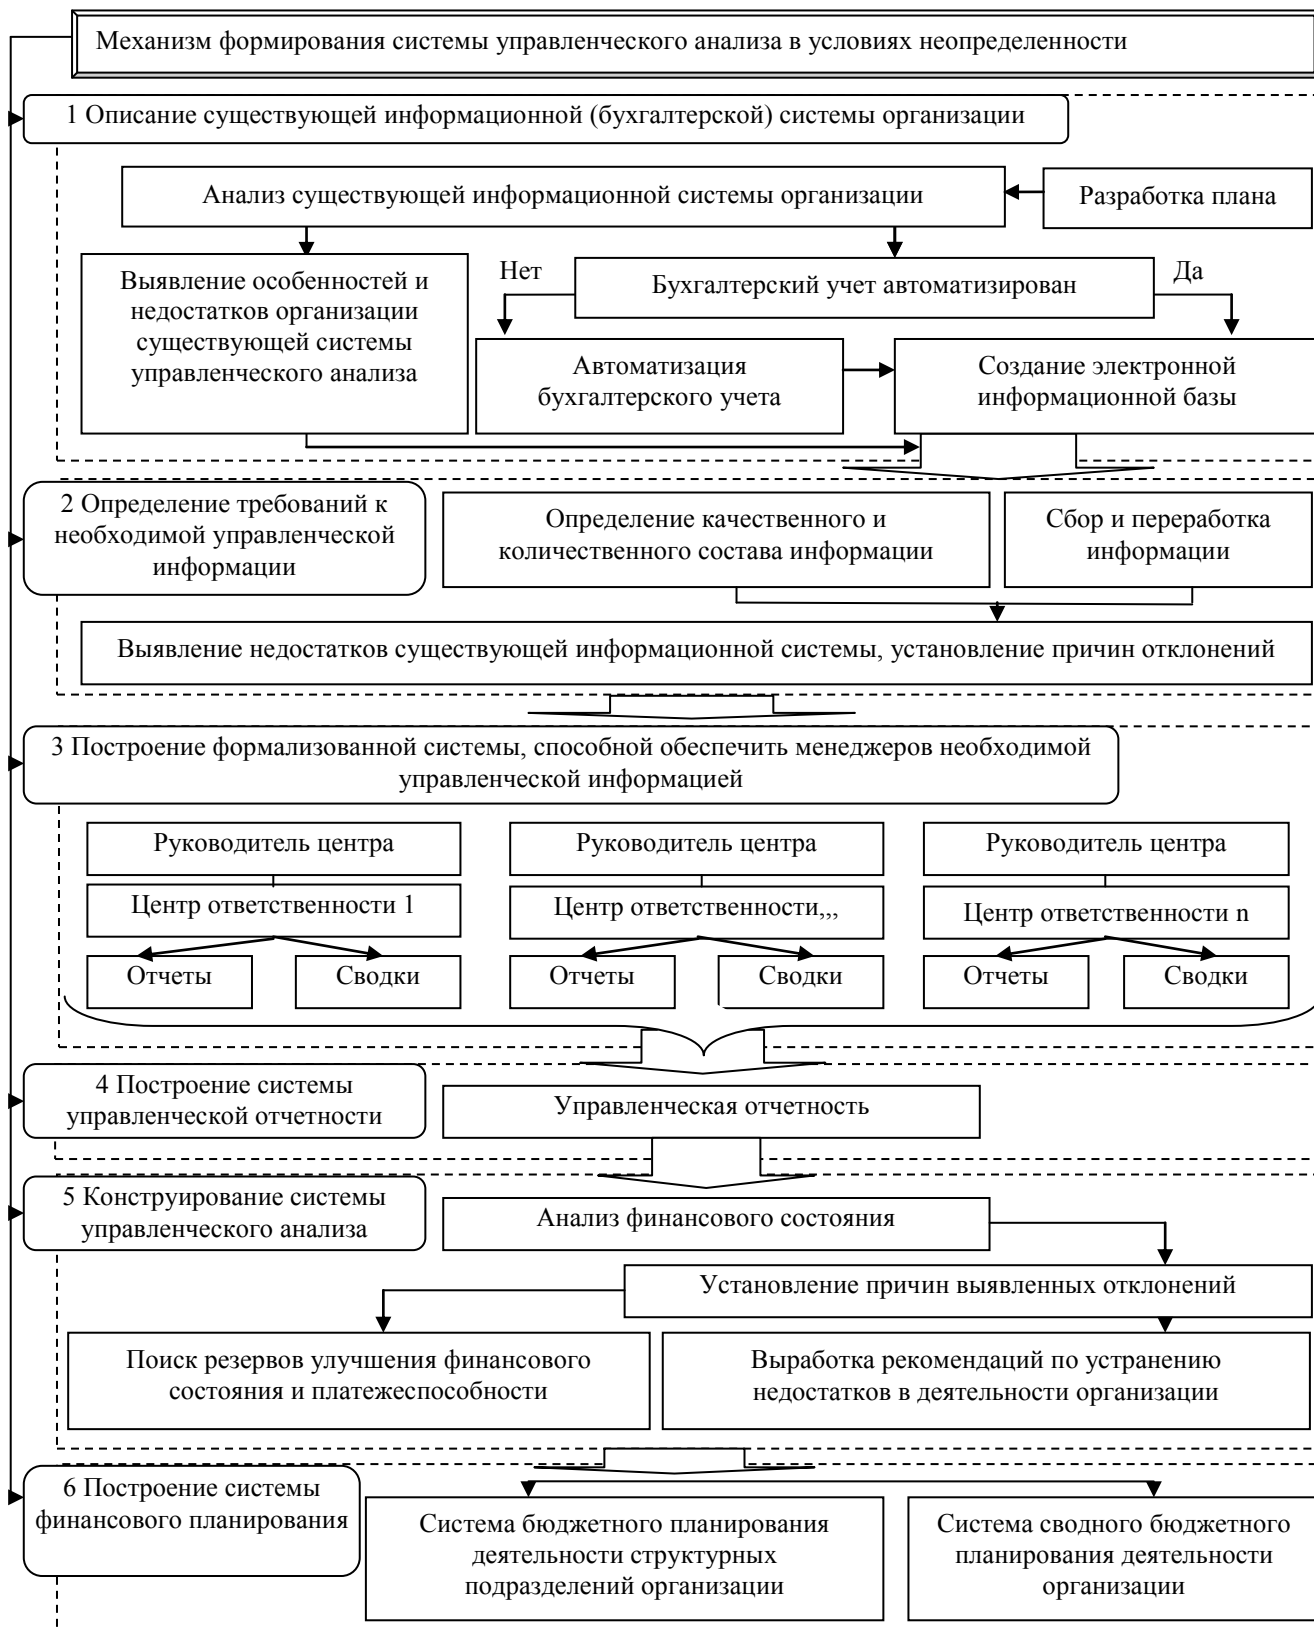 Механизм формирования системы управленческого анализа в условиях неопределенности
1 Описание существующей информационной (бухгалтерской) системы организации
Анализ существующей информационной системы организации
Разработка плана
Выявление особенностей и
недостатков организации
существующей системы
управленческого анализа
Нет
Бухгалтерский учет автоматизирован
Да
Автоматизация
бухгалтерского учета
Создание электронной
информационной базы
2 Определение требований к
необходимой управленческой
информации
Определение качественного и
количественного состава информации
Сбор и переработка
информации
Выявление недостатков существующей информационной системы, установление причин отклонений
3 Построение формализованной системы, способной обеспечить менеджеров необходимой
управленческой информацией
Руководитель центра
Руководитель центра
Руководитель центра
Центр ответственности 1
Центр ответственности,,,
Центр ответственности n
Отчеты
Сводки
Отчеты
Сводки
Отчеты
Сводки
4 Построение системы
управленческой отчетности
Управленческая отчетность
5 Конструирование системы
управленческого анализа
Анализ финансового состояния
Установление причин выявленных отклонений
Поиск резервов улучшения финансового
состояния и платежеспособности
Выработка рекомендаций по устранению
недостатков в деятельности организации
6 Построение системы
финансового планирования
Система бюджетного планирования
деятельности структурных
подразделений организации
Система сводного бюджетного
планирования деятельности
организации